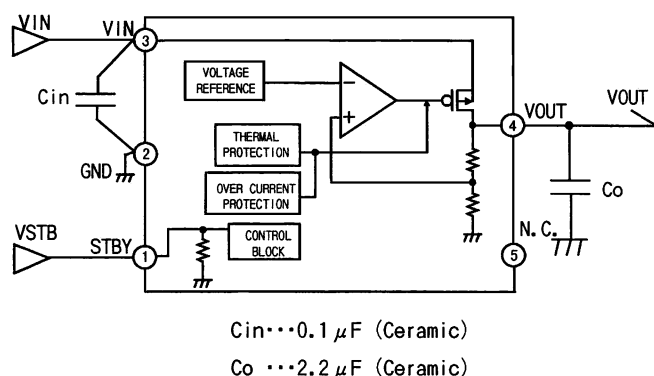 VIN
VIN
3
Cin
VOLTAGE
REFERENCE
−
+
THERMAL
PROTECTION
OVER CURRENT
PROTECTION
2
GND
4
VOUT
VOUT
Co
N. C.
5
VSTB
STBY
1
CONTROL
BLOCK
Cin···0.1μF (Ceramic)
Co ···2.2μF (Ceramic)